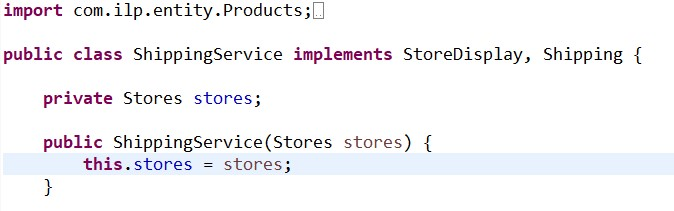 import com.ilp.entity.Products;
public class ShippingService implements StoreDisplay, Shipping {
private Stores stores;
public ShippingService(Stores stores) {
this.stores = stores;
}